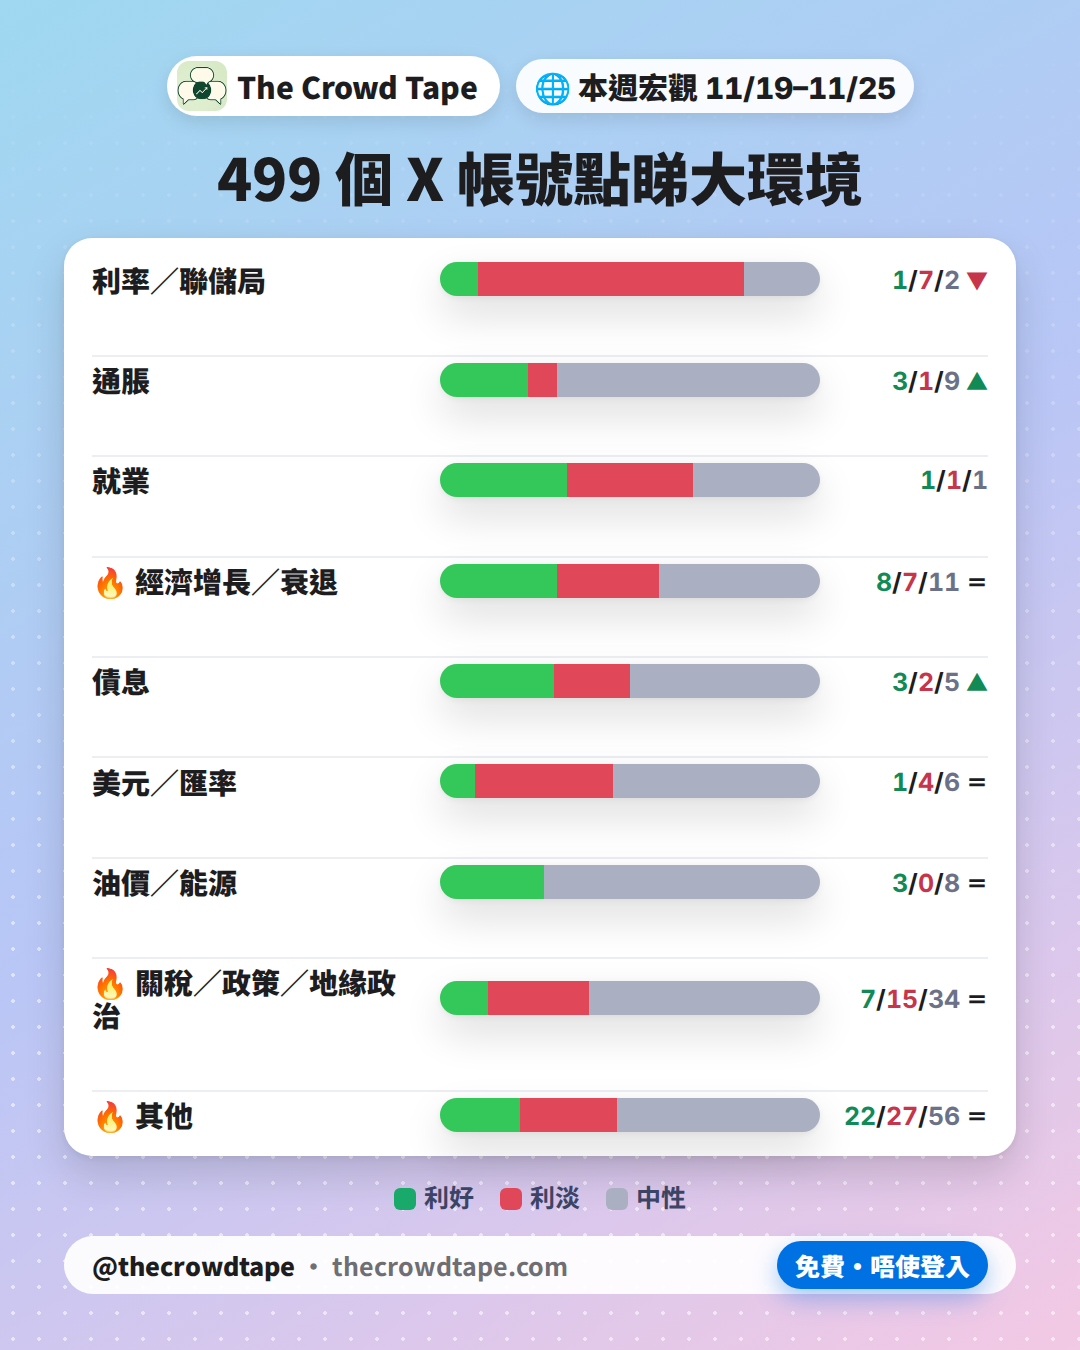 The Crowd Tape
🌐 本週宏觀 11/19–11/25
499 個 X 帳號點睇大環境
利率／聯儲局 1/7/2 ▼
通脹 3/1/9 ▲
就業 1/1/1
🔥 經濟增長／衰退 8/7/11 =
債息 3/2/5 ▲
美元／匯率 1/4/6 =
油價／能源 3/0/8 =
🔥 關稅／政策／地緣政
治 7/15/34 =
🔥 其他 22/27/56 =
利好 利淡 中性
@thecrowdtape • thecrowdtape.com 免費・唔使登入